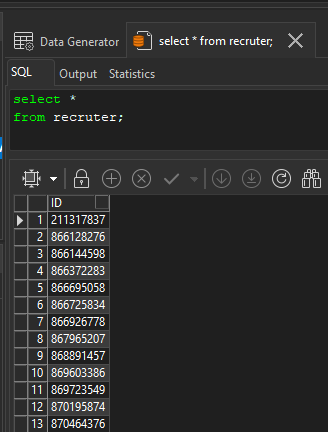 Data Generator
select * from recruter;
SQL
Output
Statistics
select *
from recruter;
ID
1 211317837
2 866128276
3 866144598
4 866372283
5 866695058
6 866725834
7 866926778
8 867965207
9 868891457
10 869603386
11 869723549
12 870195874
13 870464376